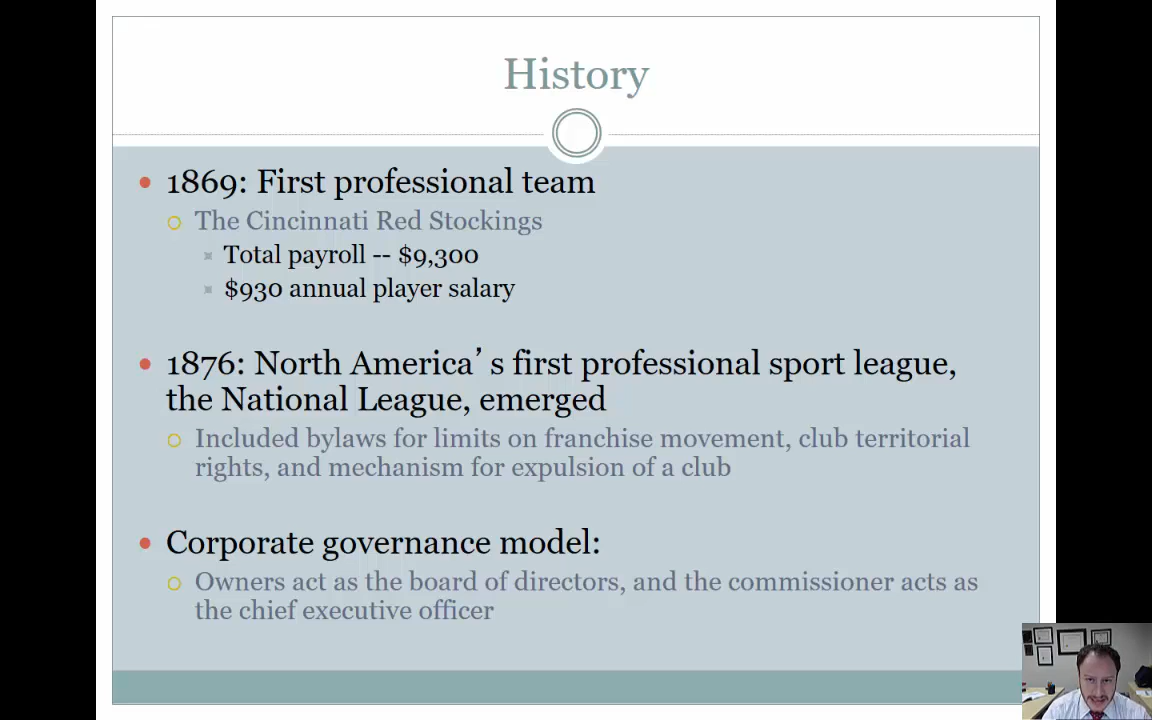 History
1869: First professional team
The Cincinnati Red Stockings
Total payroll -- $9,300
$930 annual player salary
1876: North America’s first professional sport league,
the National League, emerged
Included bylaws for limits on franchise movement, club territorial
rights, and mechanism for expulsion of a club
Corporate governance model:
Owners act as the board of directors, and the commissioner acts as
the chief executive officer